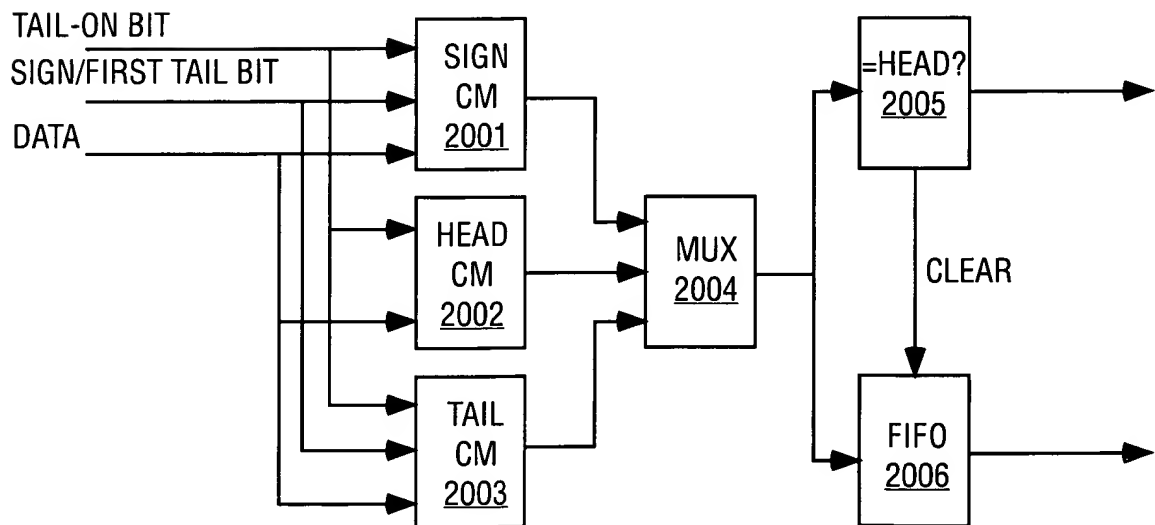 TAIL-ON BIT
SIGN/FIRST TAIL BIT
DATA
SIGN
CM
2001
HEAD
CM
2002
TAIL
CM
2003
MUX
2004
=HEAD?
2005
CLEAR
FIFO
2006